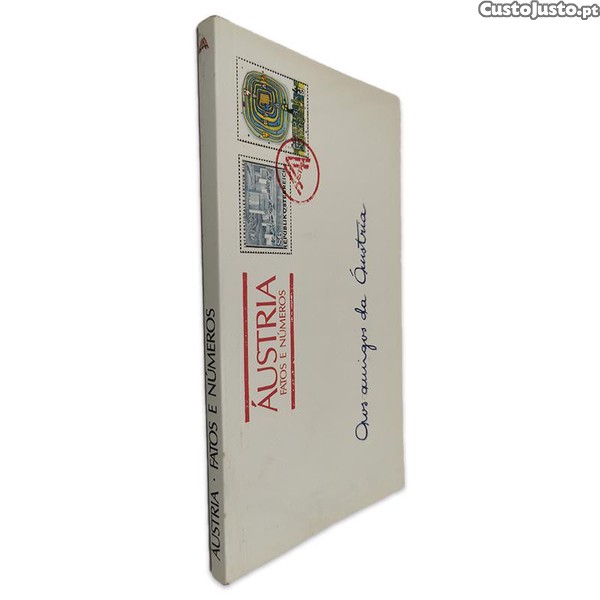 CustoJusto.pt
ÁUSTRIA · FATOS E NÚMEROS
REPUBLIK ÖSTERREICH
ÁUSTRIA
FATOS E NÚMEROS
Aos amigos da Áustria